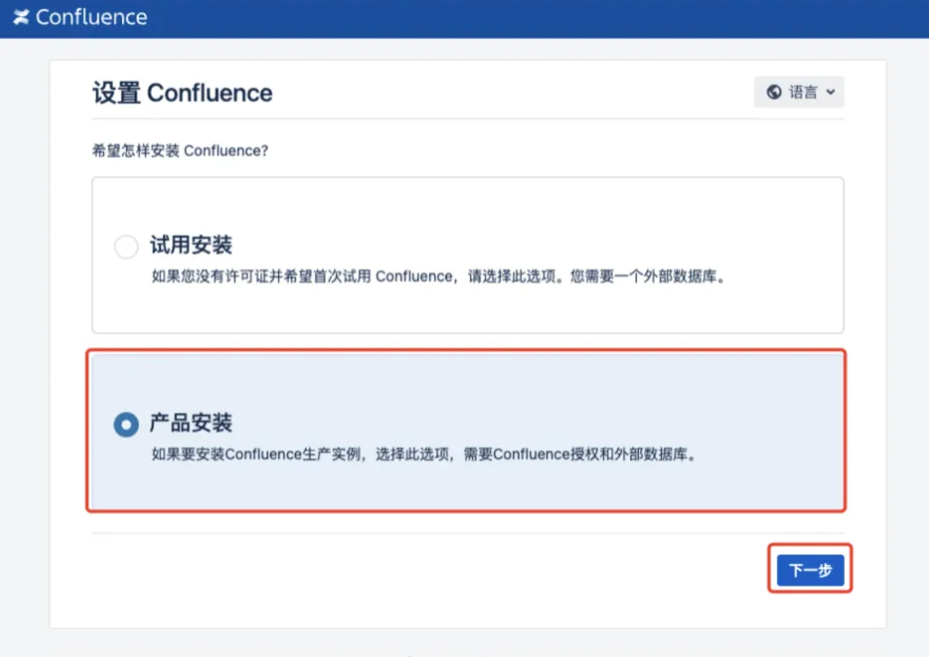 Confluence
设置 Confluence
语言
希望怎样安装 Confluence?
试用安装
如果您没有许可证并希望首次试用 Confluence，请选择此选项。您需要一个外部数据库。
产品安装
如果要安装Confluence生产实例，选择此选项，需要Confluence授权和外部数据库。
下一步